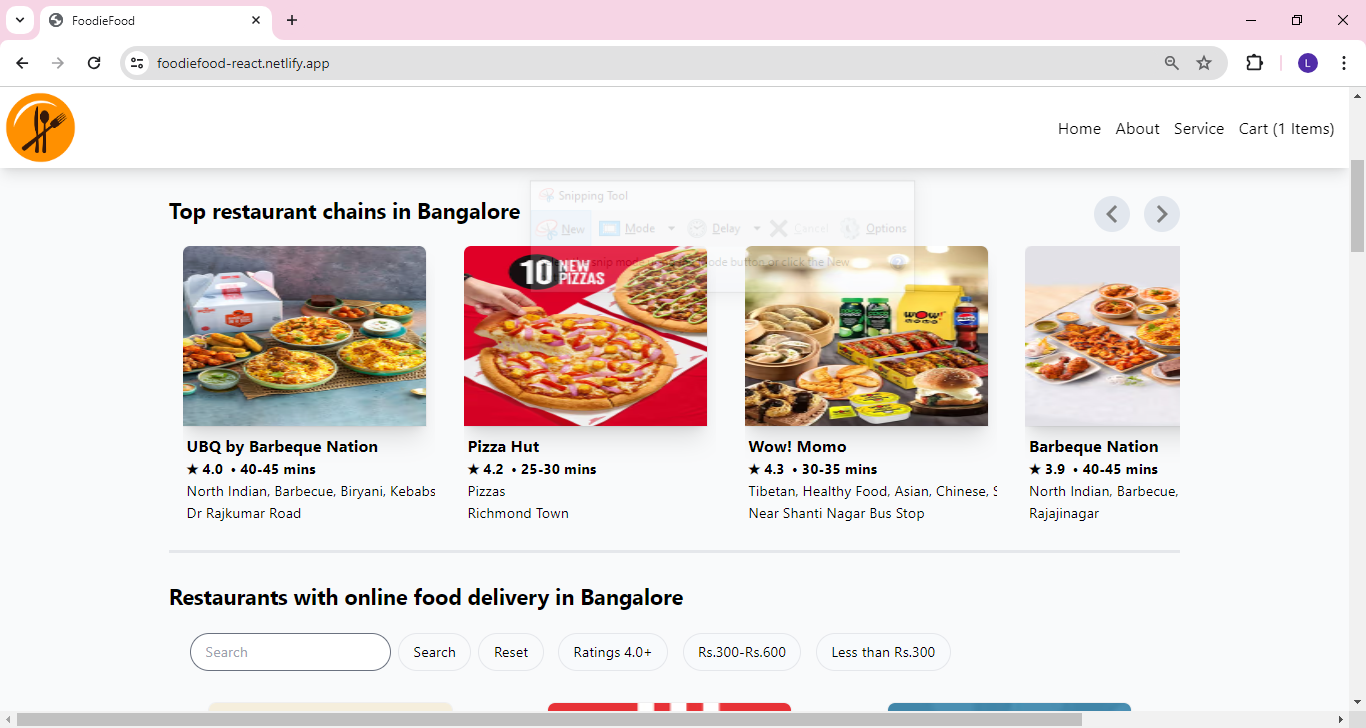 FoodieFood
foodiefood-react.netlify.app
L
Home About Service Cart (1 Items)
Snipping Tool
New Mode Delay Cancel Options
Top restaurant chains in Bangalore
snip mode button or click the New
10 NEW PIZZAS
WOW!
MOMO
UBQ by Barbeque Nation
★ 4.0 • 40-45 mins
North Indian, Barbecue, Biryani, Kebabs
Dr Rajkumar Road
Pizza Hut
★ 4.2 • 25-30 mins
Pizzas
Richmond Town
Wow! Momo
★ 4.3 • 30-35 mins
Tibetan, Healthy Food, Asian, Chinese, S
Near Shanti Nagar Bus Stop
Barbeque Nation
★ 3.9 • 40-45 mins
North Indian, Barbecue,
Rajajinagar
Restaurants with online food delivery in Bangalore
Search Search Reset Ratings 4.0+ Rs.300-Rs.600 Less than Rs.300